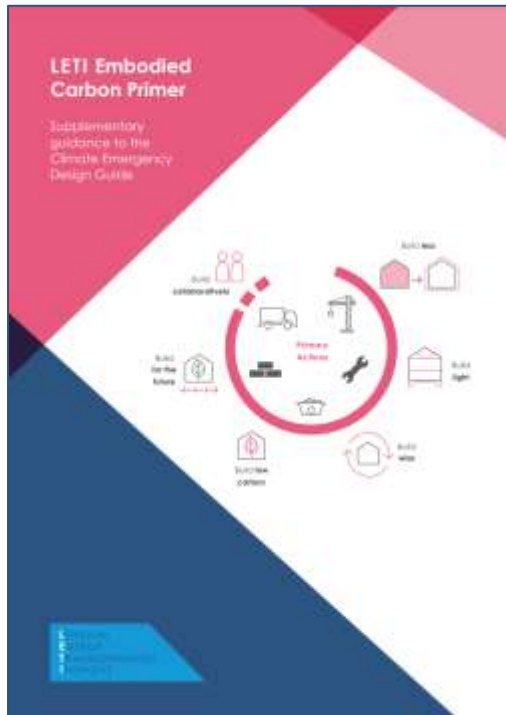 LETI Embodied
Carbon Primer
Supplementary
guidance to the
Climate Emergency
Design Guide
Build less
Build
collaboratively
Primary
Actions
Build
for the
future
Build
light
Build
wise
Build low
carbon